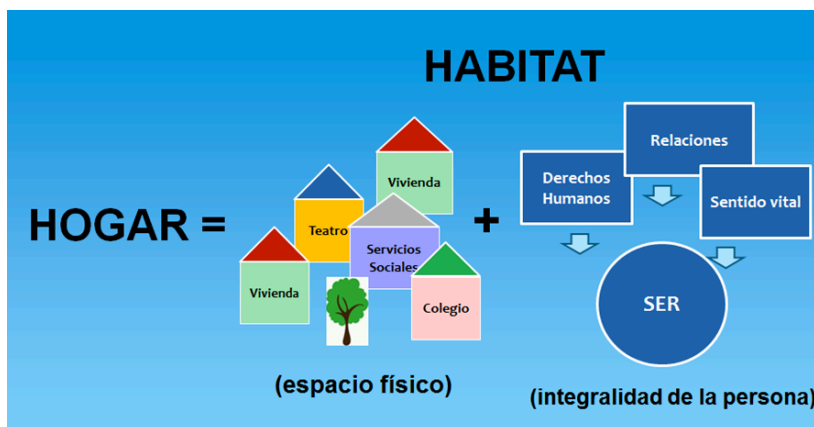 HABITAT
HOGAR =
Vivienda
Teatro
Servicios
Sociales
Vivienda
Colegio
(espacio físico)
+
Relaciones
Derechos
Humanos
Sentido vital
SER
(integralidad de la persona)